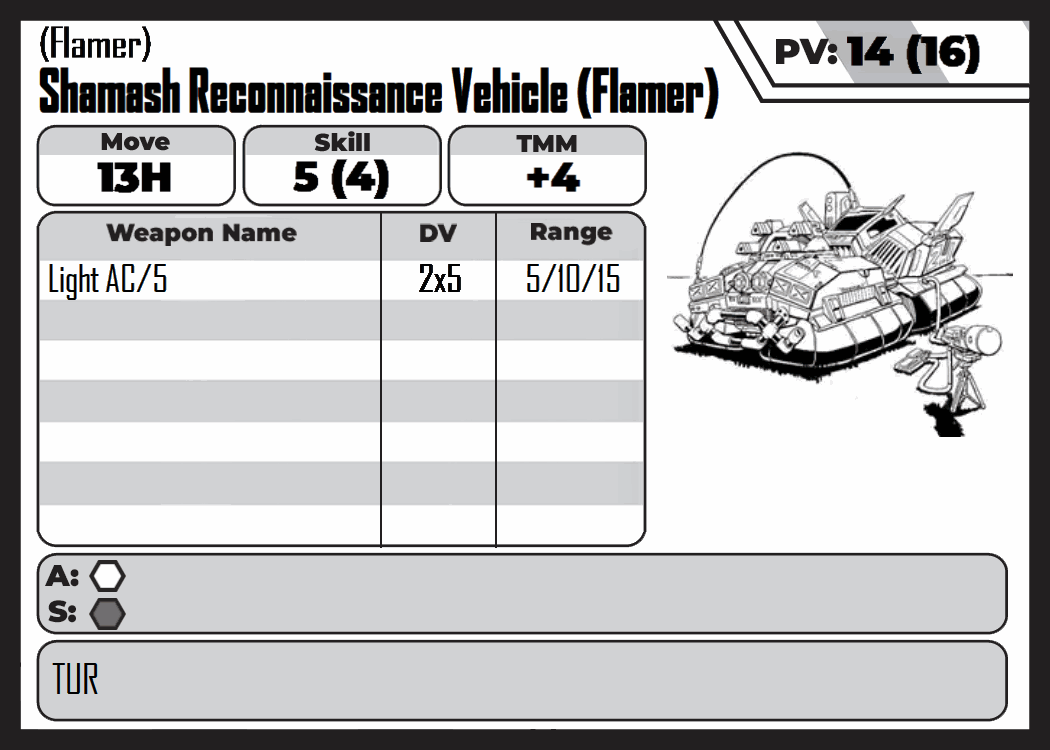 (Flamer)
Shamash Reconnaissance Vehicle (Flamer)
PV: 14 (16)
Move Skill TMM
13H 5 (4) +4
Weapon Name DV Range
Light AC/5 2x5 5/10/15
A:
S:
TUR